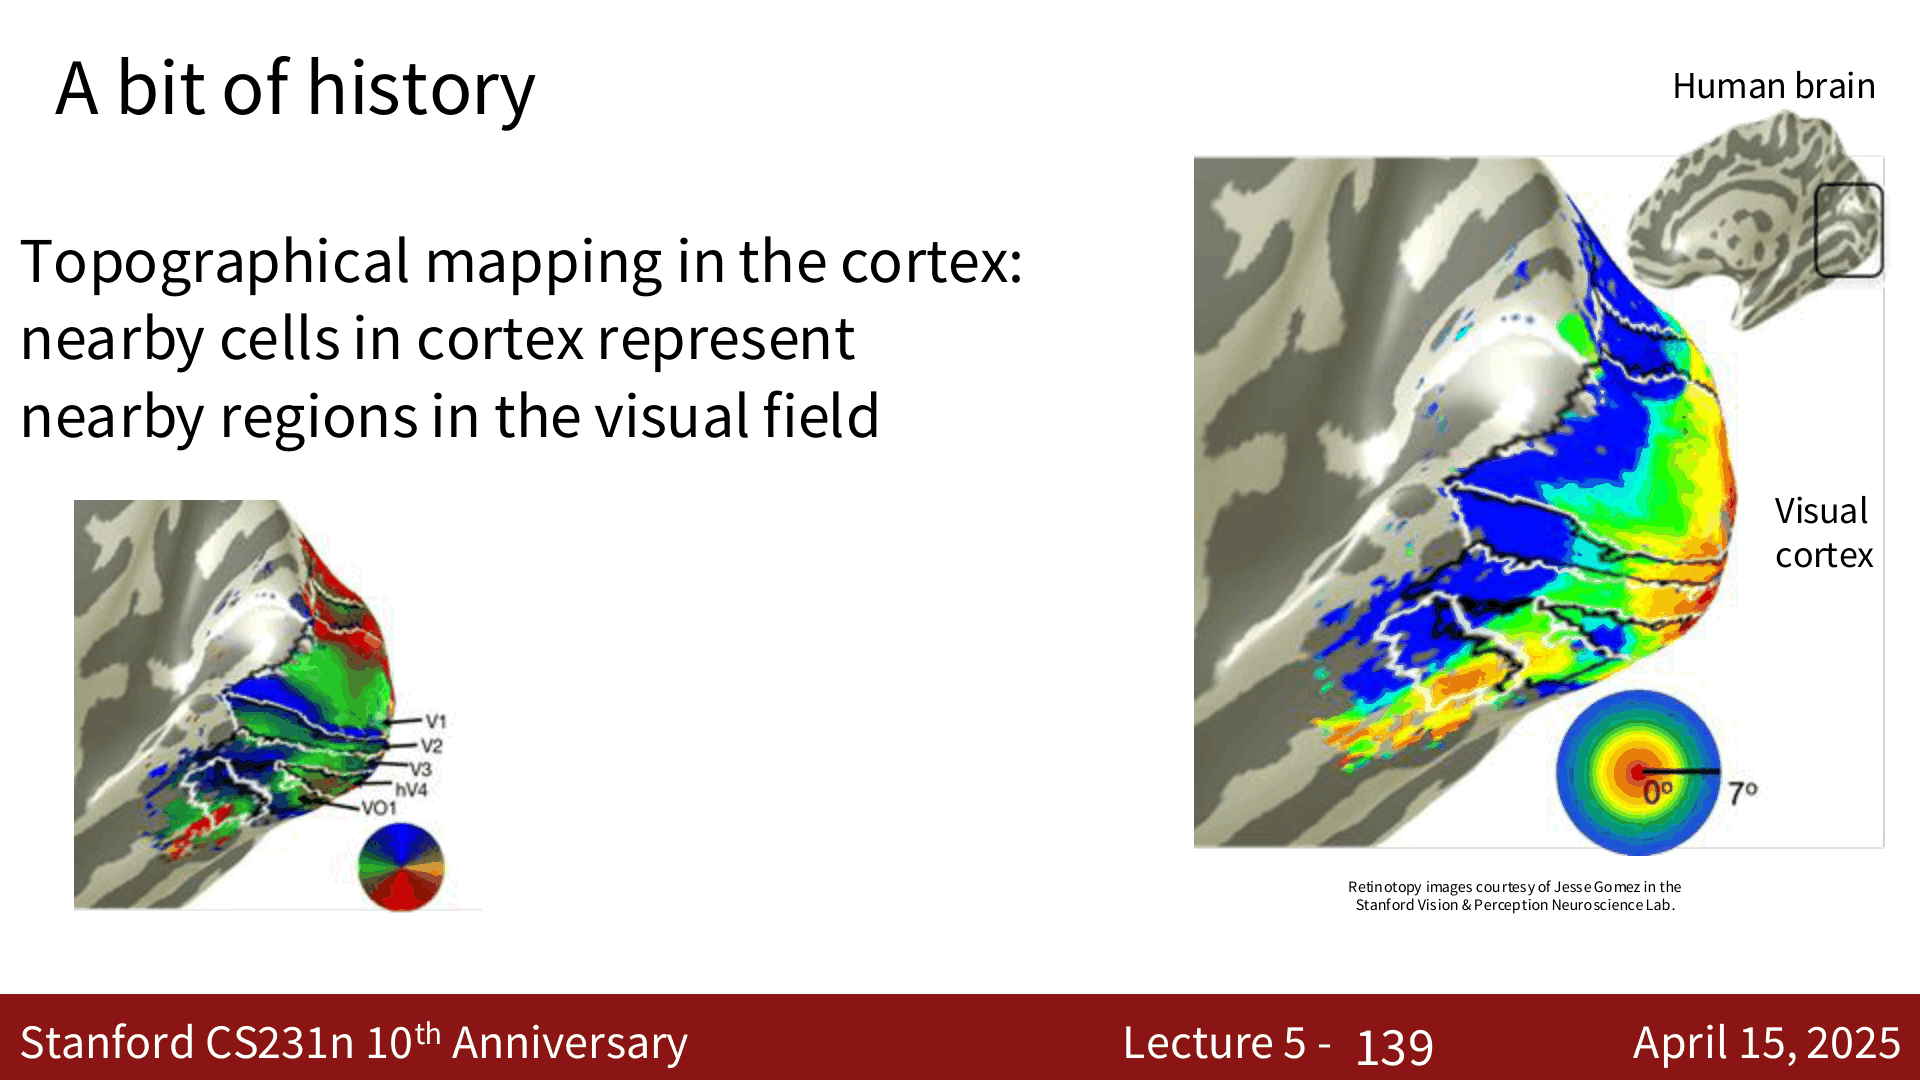 A bit of history
Human brain
Topographical mapping in the cortex:
nearby cells in cortex represent
nearby regions in the visual field
Visual
cortex
V1
V2
V3
hV4
VO1
0º
7º
Retinotopy images courtesy of Jesse Gomez in the
Stanford Vision & Perception Neuroscience Lab.
Stanford CS231n 10th Anniversary
Lecture 5 - 139
April 15, 2025